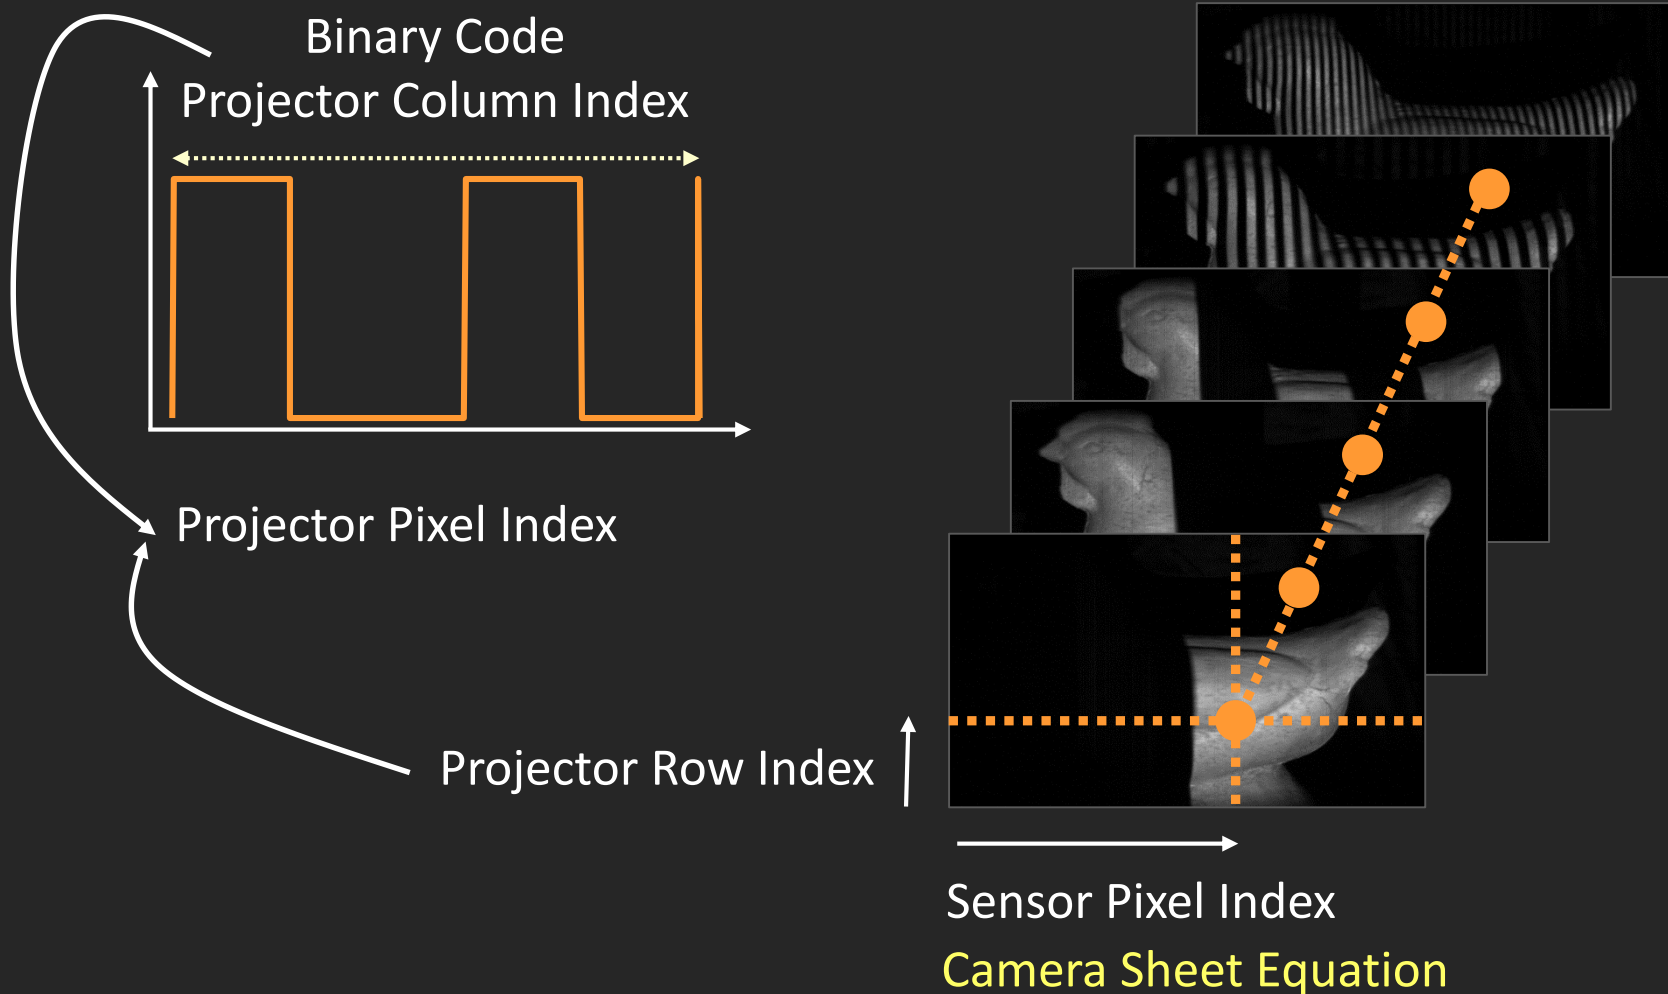 Binary Code
Projector Column Index
Projector Pixel Index
Projector Row Index
Sensor Pixel Index
Camera Sheet Equation